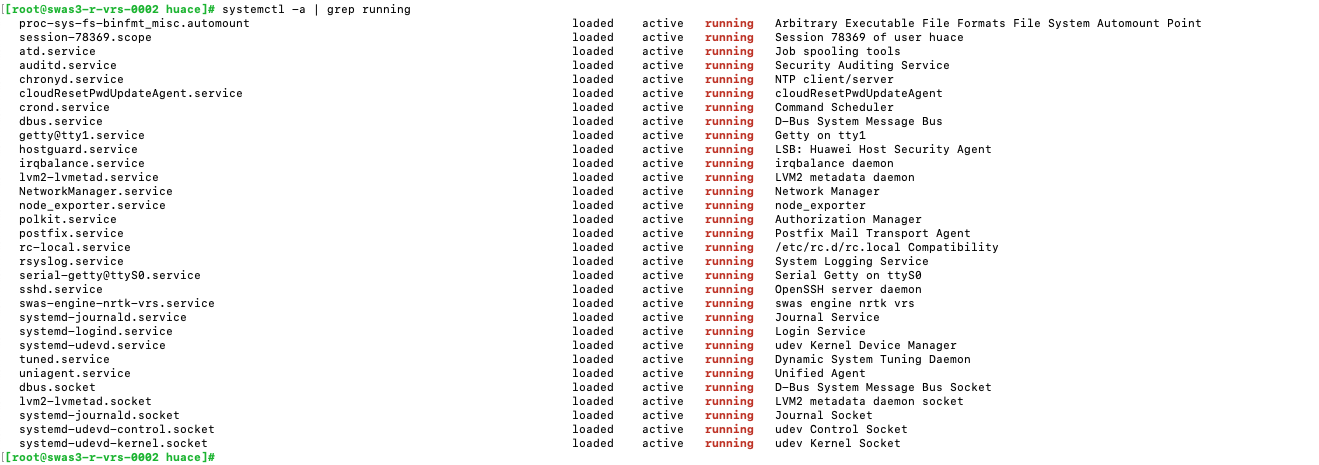 [[root@swas3-r-vrs-0002 huace]# systemctl -a | grep running
proc-sys-fs-binfmt_misc.automount loaded active running Arbitrary Executable File Formats File System Automount Point
session-78369.scope loaded active running Session 78369 of user huace
atd.service loaded active running Job spooling tools
auditd.service loaded active running Security Auditing Service
chronyd.service loaded active running NTP client/server
cloudResetPwdUpdateAgent.service loaded active running cloudResetPwdUpdateAgent
crond.service loaded active running Command Scheduler
dbus.service loaded active running D-Bus System Message Bus
getty@tty1.service loaded active running Getty on tty1
hostguard.service loaded active running LSB: Huawei Host Security Agent
irqbalance.service loaded active running irqbalance daemon
lvm2-lvmetad.service loaded active running LVM2 metadata daemon
NetworkManager.service loaded active running Network Manager
node_exporter.service loaded active running node_exporter
polkit.service loaded active running Authorization Manager
postfix.service loaded active running Postfix Mail Transport Agent
rc-local.service loaded active running /etc/rc.d/rc.local Compatibility
rsyslog.service loaded active running System Logging Service
serial-getty@ttyS0.service loaded active running Serial Getty on ttyS0
sshd.service loaded active running OpenSSH server daemon
swas-engine-nrtk-vrs.service loaded active running swas engine nrtk vrs
systemd-journald.service loaded active running Journal Service
systemd-logind.service loaded active running Login Service
systemd-udevd.service loaded active running udev Kernel Device Manager
tuned.service loaded active running Dynamic System Tuning Daemon
uniagent.service loaded active running Unified Agent
dbus.socket loaded active running D-Bus System Message Bus Socket
lvm2-lvmetad.socket loaded active running LVM2 metadata daemon socket
systemd-journald.socket loaded active running Journal Socket
systemd-udevd-control.socket loaded active running udev Control Socket
systemd-udevd-kernel.socket loaded active running udev Kernel Socket
[[root@swas3-r-vrs-0002 huace]#